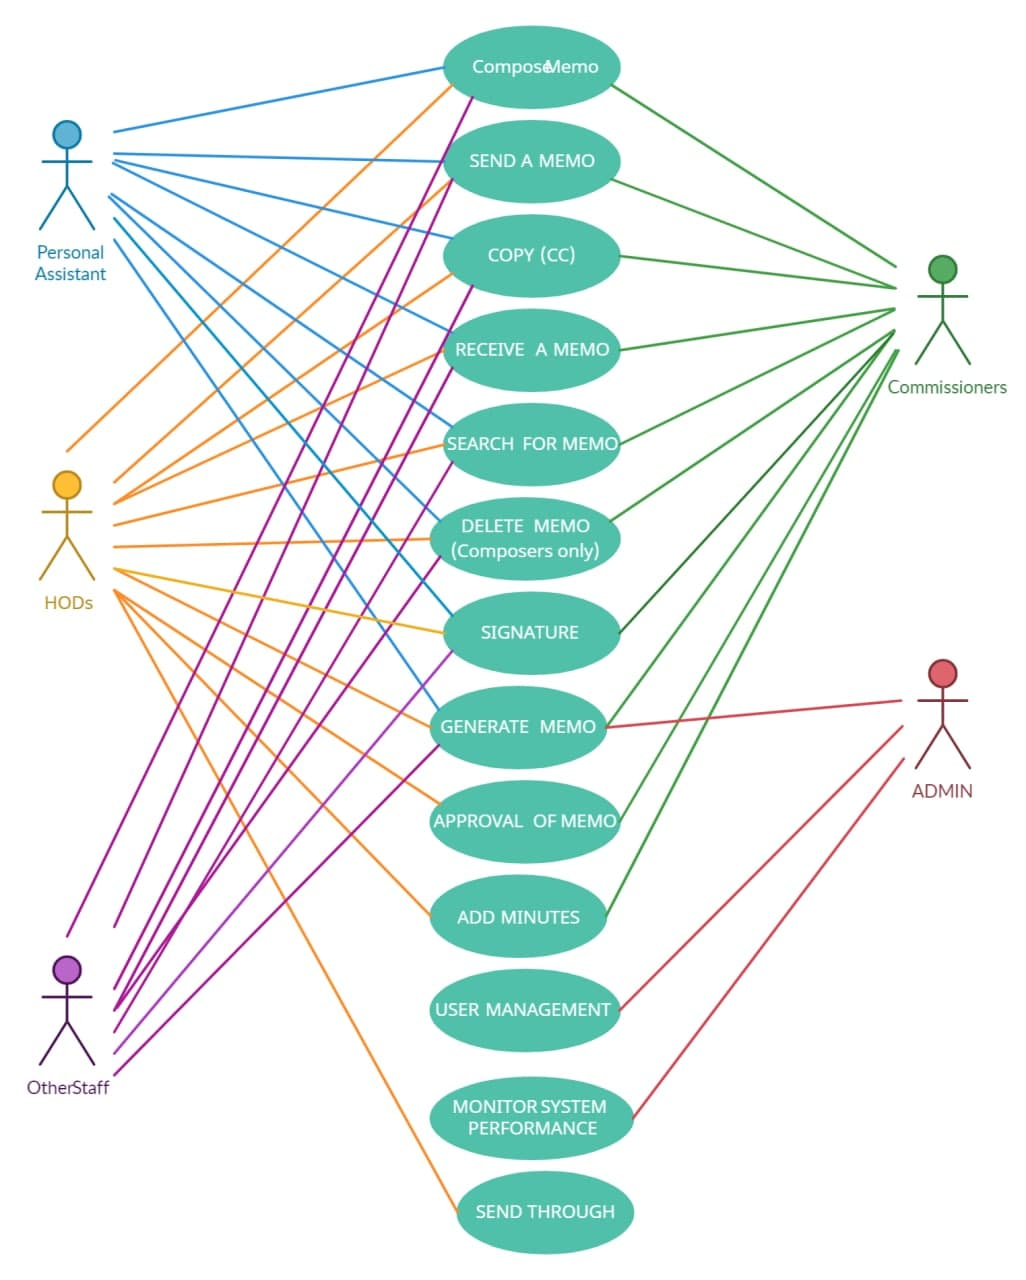 ComposeMemo
SEND A MEMO
COPY (CC)
RECEIVE A MEMO
SEARCH FOR MEMO
DELETE MEMO
(Composers only)
SIGNATURE
GENERATE MEMO
APPROVAL OF MEMO
ADD MINUTES
USER MANAGEMENT
MONITOR SYSTEM
PERFORMANCE
SEND THROUGH
Personal
Assistant
HODs
OtherStaff
Commissioners
ADMIN